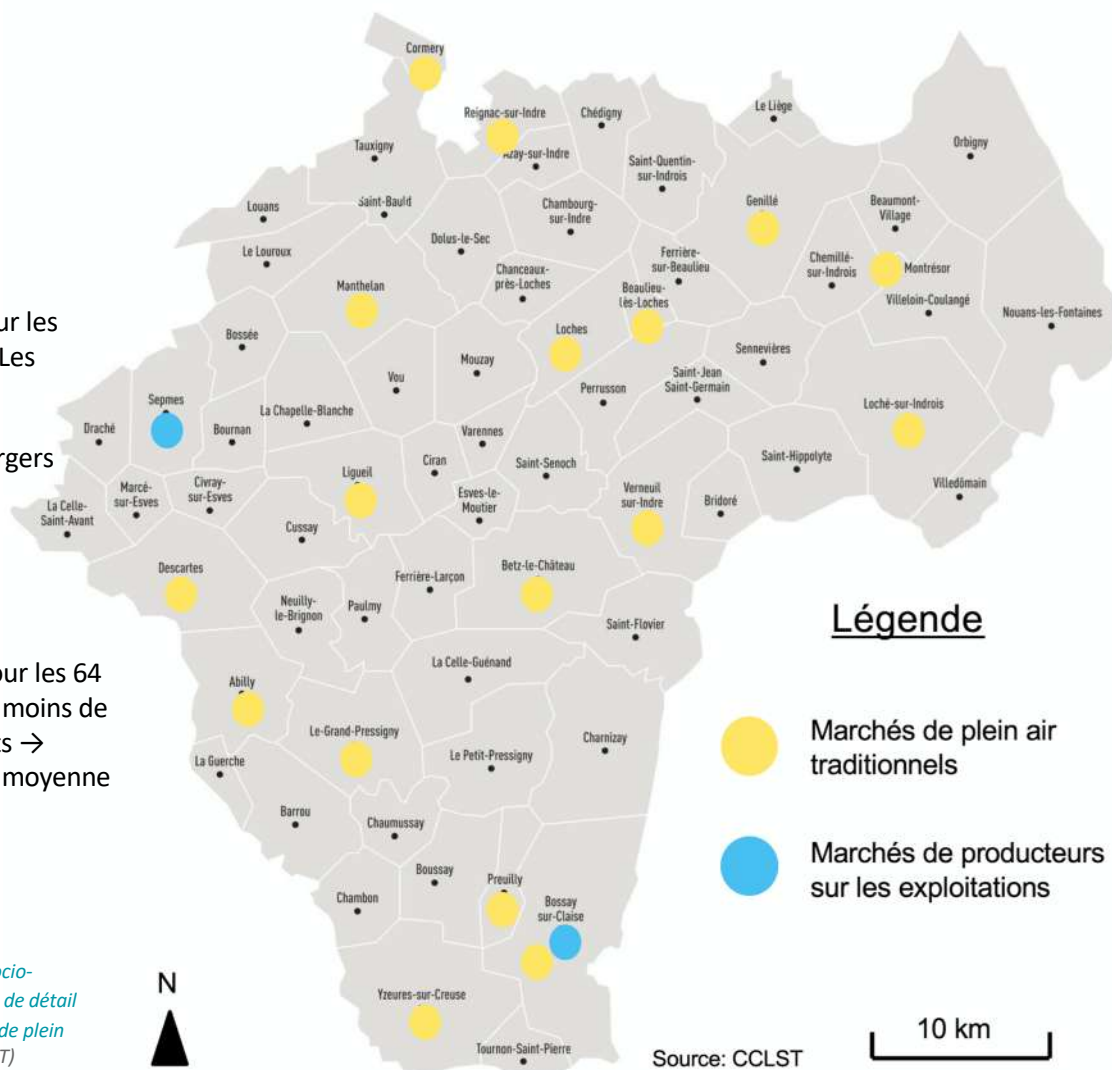 Cormery
Reignac-sur-Indre
Chédigny
Le Liège
Orbigny
Tauxigny
Azay-sur-Indre
Saint-Quentin-
sur-Indrois
Louans
Saint-Bauld
Chambourg-
sur-Indre
Genillé
Beaumont-
Village
Le Louroux
Dolus-le-Sec
Chanceaux-
près-Loches
Ferrière-
sur-Beaulieu
Chemillé-
sur-Indrois
Montrésor
Manthelan
Beaulieu-
lès-Loches
Villeloin-Coulangé
Nouans-les-Fontaines
ur les
Les
Bossée
Loches
Mouzay
Sennevières
Vou
Perrusson
Saint-Jean
Saint-Germain
Sepmes
La Chapelle-Blanche
Loché-sur-Indrois
Draché
Bournan
Varennes
rgers
Ligueil
Ciran
Saint-Senoch
Saint-Hippolyte
La Celle-
Saint-Avant
Marcé-
sur-Esves
Civray-
sur-Esves
Esves-le-
Moutier
Verneuil
sur-Indre
Bridoré
Villedômain
Cussay
Descartes
Ferrière-Larçon
Betz-le-Château
Neuilly-
le-Brignon
Paulmy
Saint-Flovier
Légende
our les 64
moins de
ts →
moyenne
La Celle-Guénand
Abilly
Le-Grand-Pressigny
Le Petit-Pressigny
Charnizay
La Guerche
Marchés de plein air
traditionnels
Barrou
Chaumussay
Boussay
Preuilly
Bossay
sur-Claise
Chambon
Marchés de producteurs
sur les exploitations
ocio-
de détail
de plein
T)
N
Yzeures-sur-Creuse
Tournon-Saint-Pierre
Source: CCLST
10 km